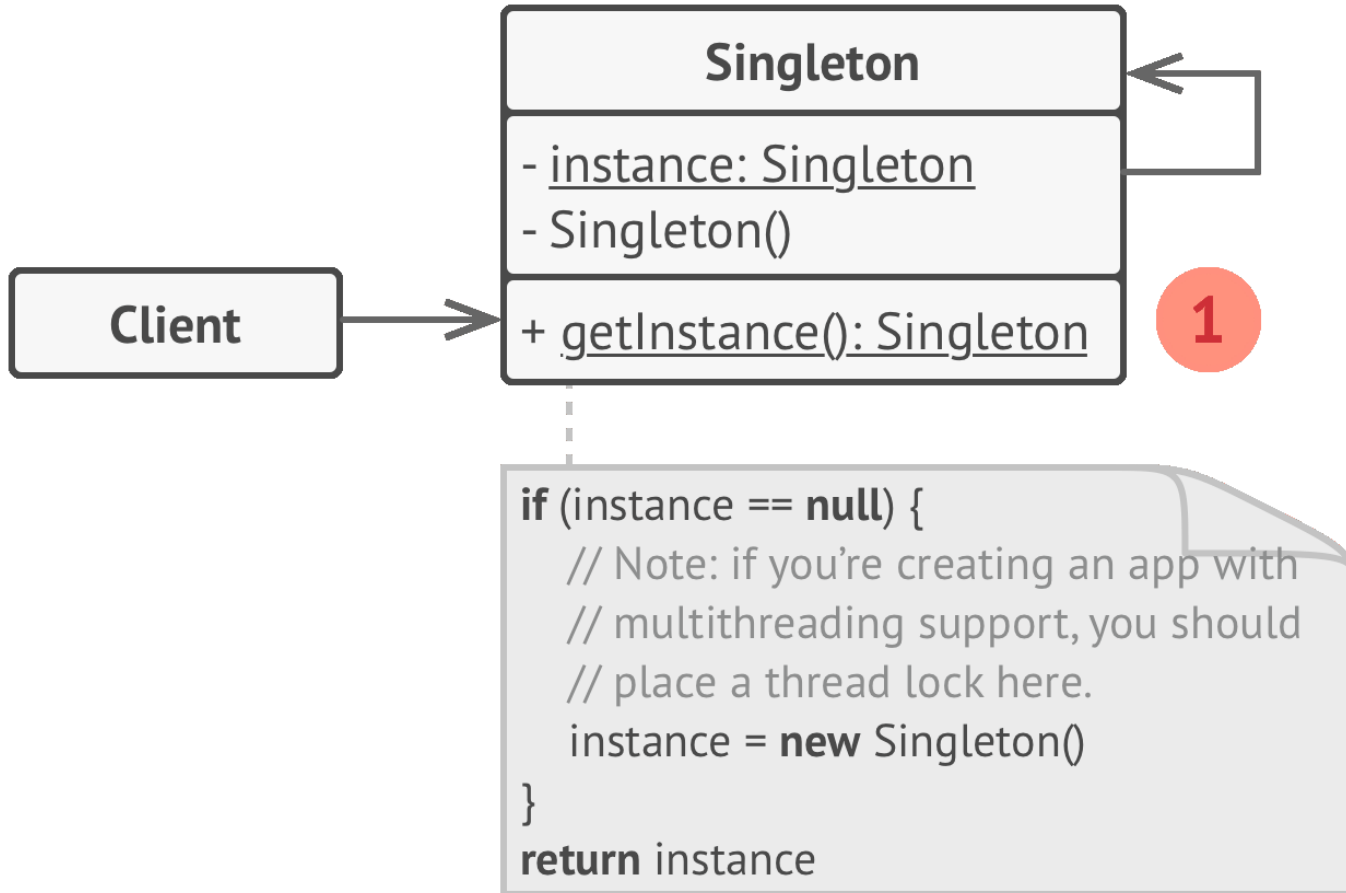 Singleton
- instance: Singleton
- Singleton()
Client
+ getInstance(): Singleton
1
if (instance == null) {
// Note: if you’re creating an app with
// multithreading support, you should
// place a thread lock here.
instance = new Singleton()
}
return instance